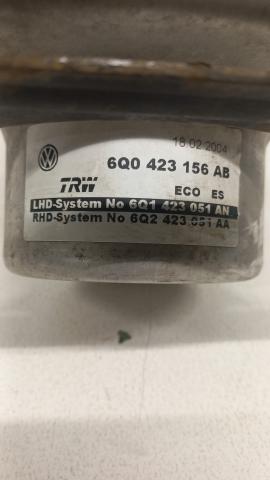 18.02.2004
6Q0 423 156 AB
TRW ECO ES
LHD-System No 6Q1 423 051 AN
RHD-System No 6Q2 423 051 AA